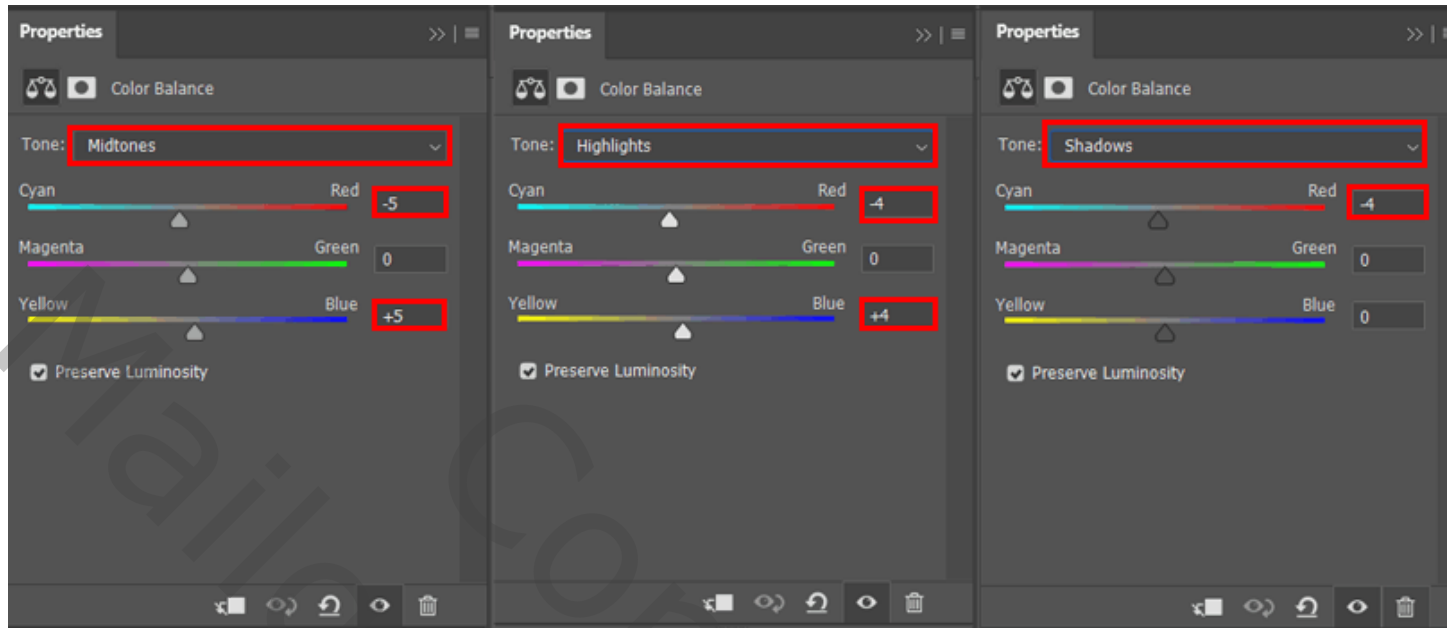 Properties
Color Balance
Tone: Midtones
Cyan Red -5
Magenta Green 0
Yellow Blue +5
Preserve Luminosity
Properties
Color Balance
Tone: Highlights
Cyan Red -4
Magenta Green 0
Yellow Blue +4
Preserve Luminosity
Properties
Color Balance
Tone: Shadows
Cyan Red -4
Magenta Green 0
Yellow Blue 0
Preserve Luminosity